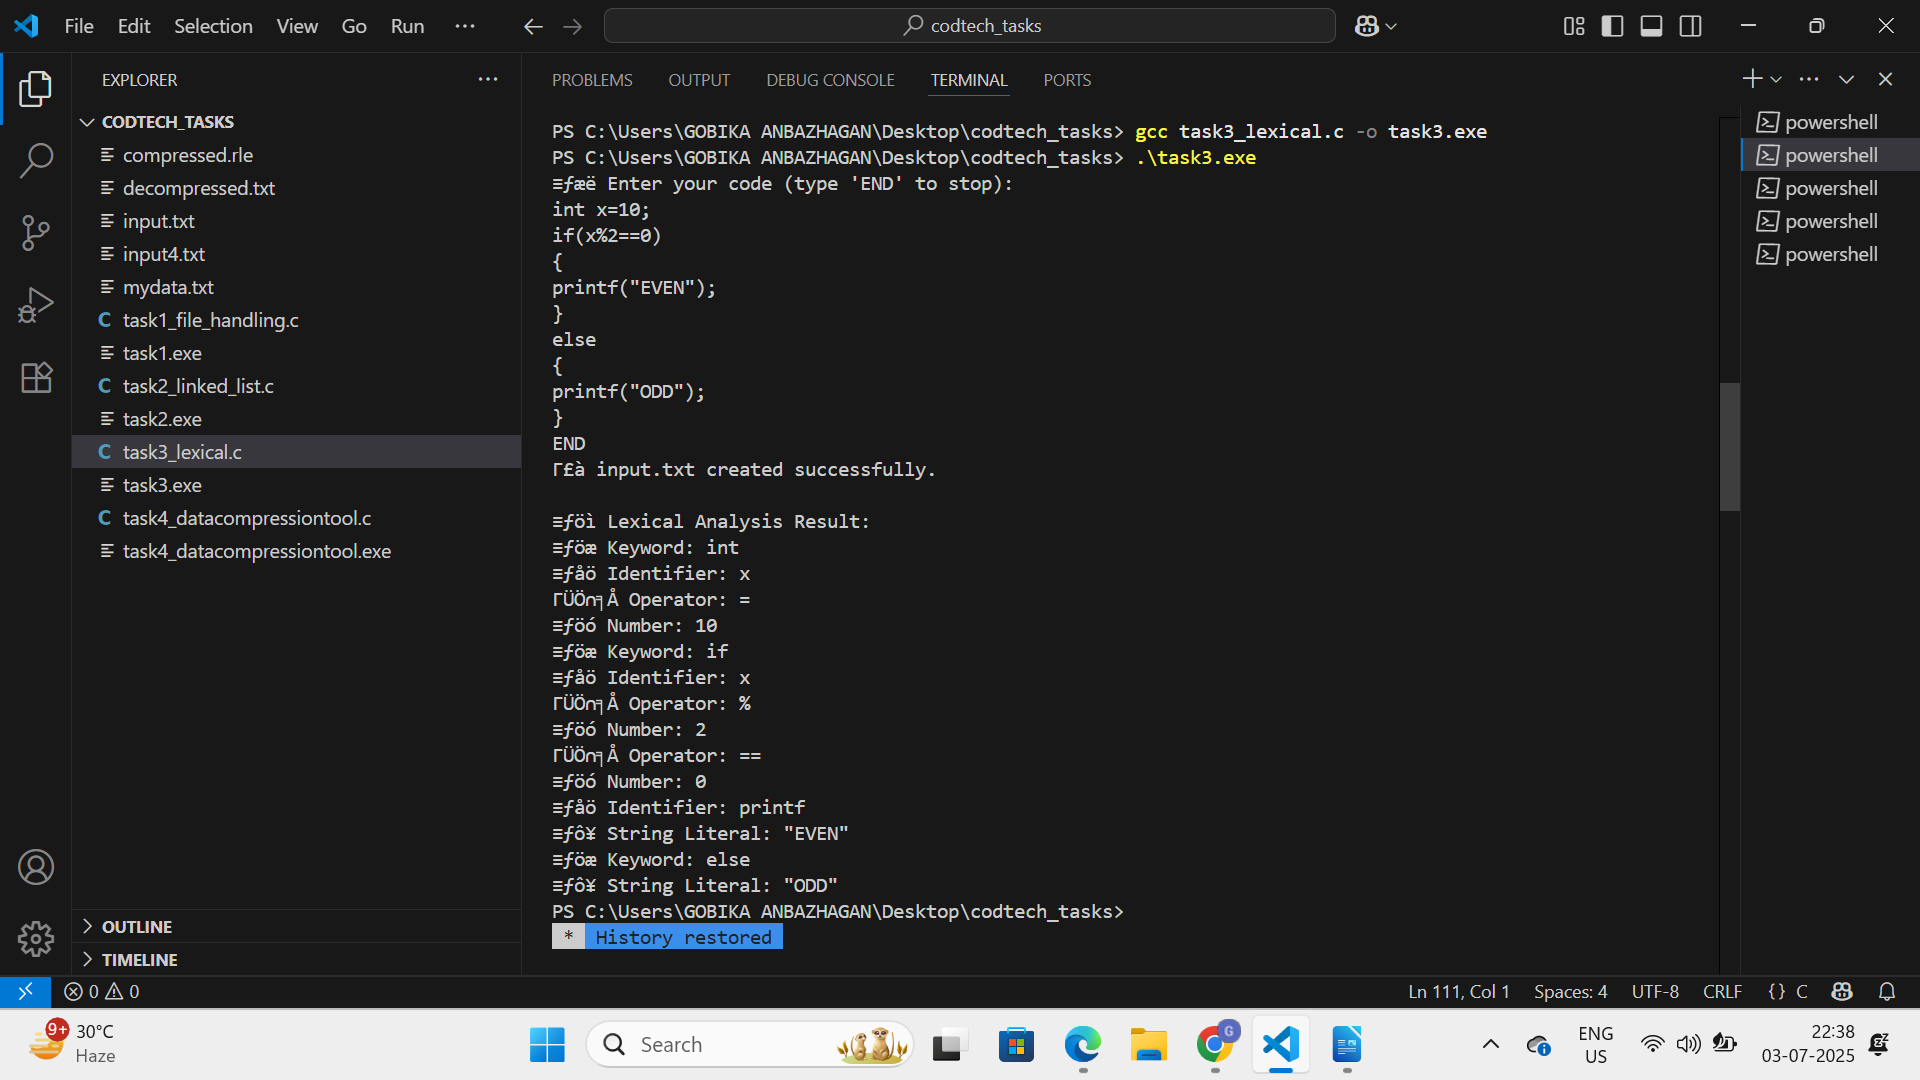 File Edit Selection View Go Run ··· codtech_tasks
EXPLORER ···
CODTECH_TASKS
compressed.rle
decompressed.txt
input.txt
input4.txt
mydata.txt
task1_file_handling.c
task1.exe
task2_linked_list.c
task2.exe
task3_lexical.c
task3.exe
task4_datacompressiontool.c
task4_datacompressiontool.exe
OUTLINE
TIMELINE
PROBLEMS OUTPUT DEBUG CONSOLE TERMINAL PORTS
PS C:\Users\GOBIKA ANBAZHAGAN\Desktop\codtech_tasks> gcc task3_lexical.c -o task3.exe
PS C:\Users\GOBIKA ANBAZHAGAN\Desktop\codtech_tasks> .\task3.exe
≡ƒæë Enter your code (type 'END' to stop):
int x=10;
if(x%2==0)
{
printf("EVEN");
}
else
{
printf("ODD");
}
END
Γ£à input.txt created successfully.
≡ƒöì Lexical Analysis Result:
≡ƒöæ Keyword: int
≡ƒåö Identifier: x
ΓÜÖ∩╕Å Operator: =
≡ƒöó Number: 10
≡ƒöæ Keyword: if
≡ƒåö Identifier: x
ΓÜÖ∩╕Å Operator: %
≡ƒöó Number: 2
ΓÜÖ∩╕Å Operator: ==
≡ƒöó Number: 0
≡ƒåö Identifier: printf
≡ƒô¥ String Literal: "EVEN"
≡ƒöæ Keyword: else
≡ƒô¥ String Literal: "ODD"
PS C:\Users\GOBIKA ANBAZHAGAN\Desktop\codtech_tasks>
* History restored
powershell
powershell
powershell
powershell
powershell
0 0 Ln 111, Col 1 Spaces: 4 UTF-8 CRLF {} C
9+ 30°C
Haze
Search
G
ENG
US
22:38
03-07-2025